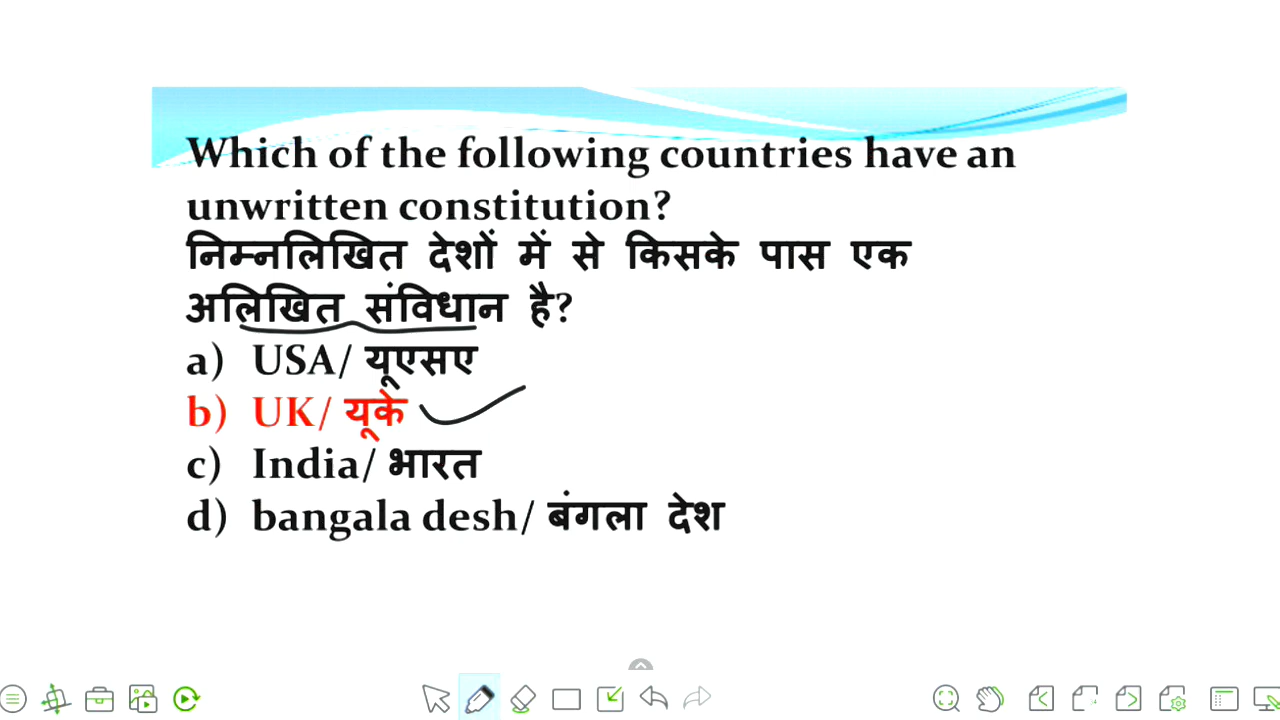 Which of the following countries have an
unwritten constitution?
निम्नलिखित देशों में से किसके पास एक
अलिखित संविधान है?
a) USA/ यूएसए
b) UK/ यूके
c) India/ भारत
d) bangala desh/ बंगला देश